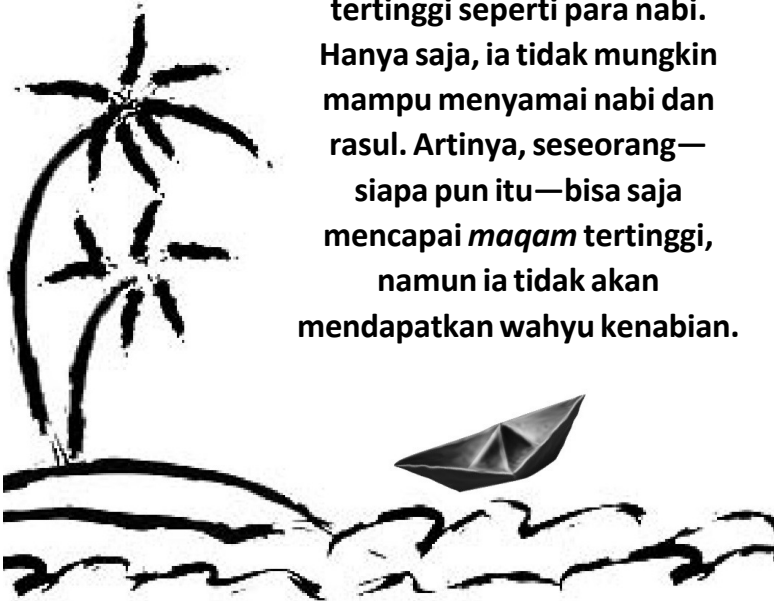 tertinggi seperti para nabi.
Hanya saja, ia tidak mungkin
mampu menyamai nabi dan
rasul. Artinya, seseorang—
siapa pun itu—bisa saja
mencapai maqam tertinggi,
namun ia tidak akan
mendapatkan wahyu kenabian.